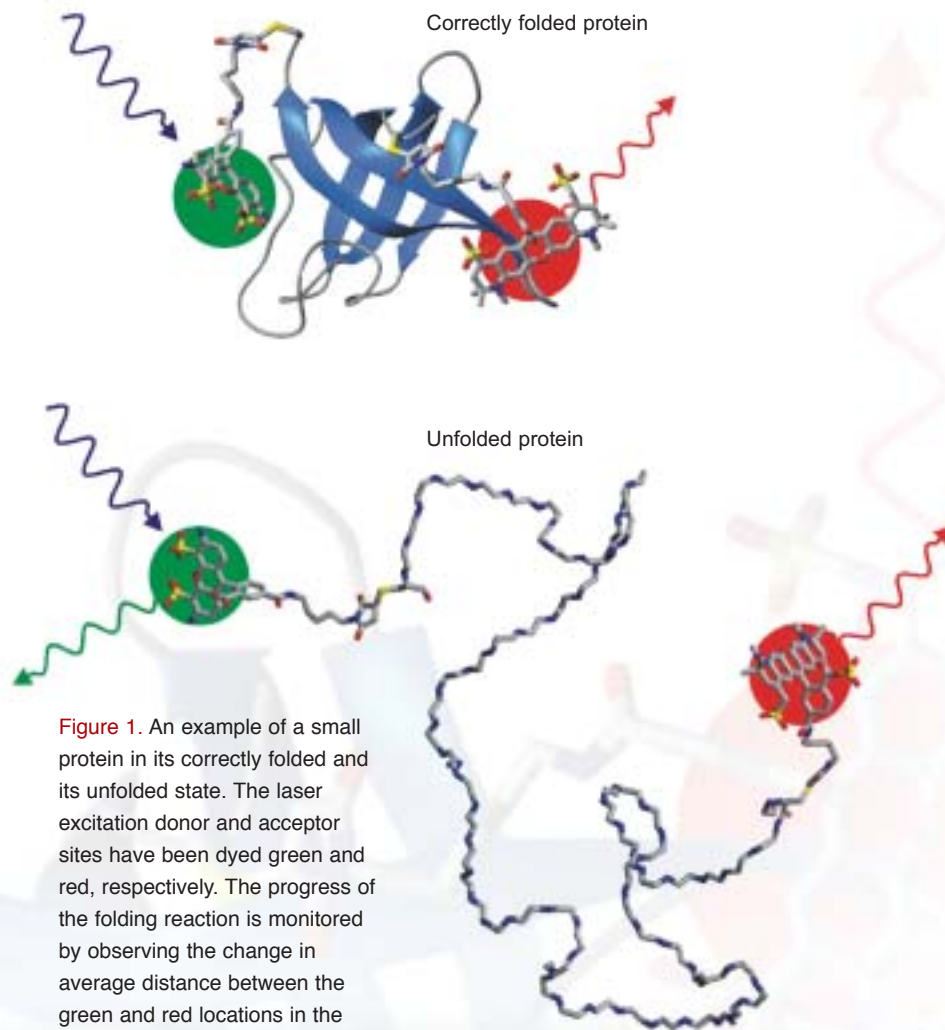 Correctly folded protein
Unfolded protein
Figure 1. An example of a small
protein in its correctly folded and
its unfolded state. The laser
excitation donor and acceptor
sites have been dyed green and
red, respectively. The progress of
the folding reaction is monitored
by observing the change in
average distance between the
green and red locations in the